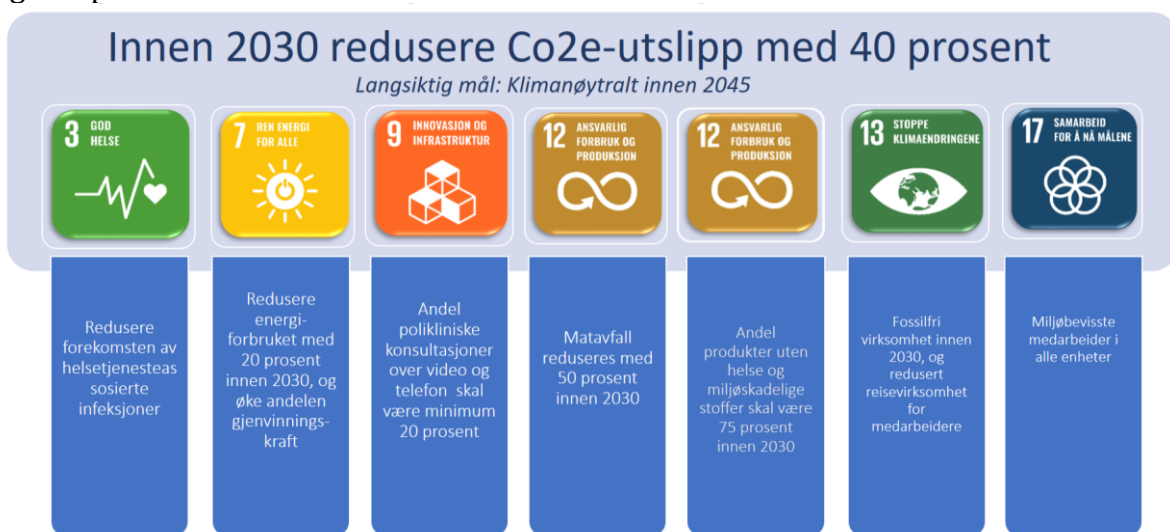 Innen 2030 redusere Co2e-utslipp med 40 prosent
Langsiktig mål: Klimanøytralt innen 2045
3 GOD
HELSE
7 REN ENERGI
FOR ALLE
9 INNOVASJON OG
INFRASTRUKTUR
12 ANSVARLIG
FORBRUK OG
PRODUKSJON
12 ANSVARLIG
FORBRUK OG
PRODUKSJON
13 STOPPE
KLIMAENDRINGENE
17 SAMARBEID
FOR Å NÅ MÅLENE
Redusere
forekomsten av
helsetjenesteas
sosierte
infeksjoner
Redusere
energi-
forbruket med
20 prosent
innen 2030, og
øke andelen
gjenvinnings-
kraft
Andel
polikliniske
konsultasjoner
over video og
telefon skal
være minimum
20 prosent
Matavfall
reduseres med
50 prosent
innen 2030
Andel
produkter uten
helse og
miljøskadelige
stoffer skal være
75 prosent
innen 2030
Fossilfri
virksomhet innen
2030, og
redusert
reisevirksomhet
for
medarbeidere
Miljøbevisste
medarbeider i
alle enheter